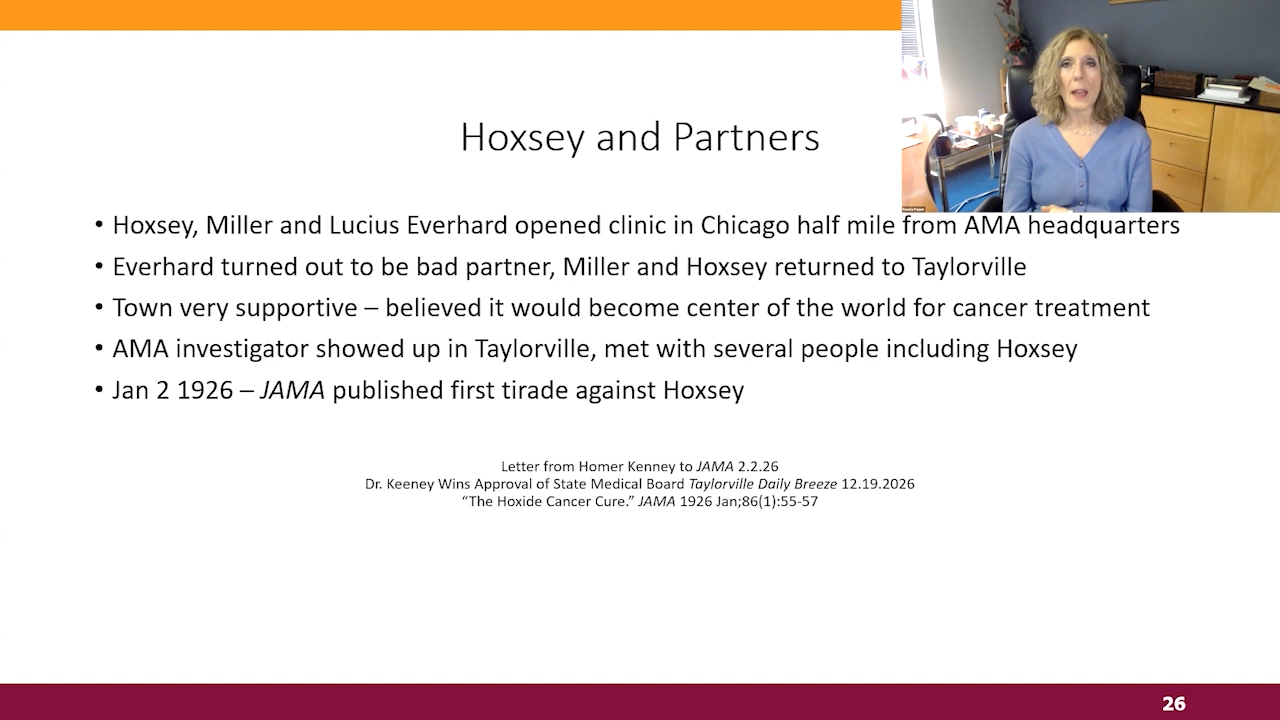 Hoxsey and Partners
• Hoxsey, Miller and Lucius Everhard opened clinic in Chicago half mile from AMA headquarters
• Everhard turned out to be bad partner, Miller and Hoxsey returned to Taylorville
• Town very supportive – believed it would become center of the world for cancer treatment
• AMA investigator showed up in Taylorville, met with several people including Hoxsey
• Jan 2 1926 – JAMA published first tirade against Hoxsey
Letter from Homer Kenney to JAMA 2.2.26
Dr. Keeney Wins Approval of State Medical Board Taylorville Daily Breeze 12.19.2026
“The Hoxide Cancer Cure.” JAMA 1926 Jan;86(1):55-57
26